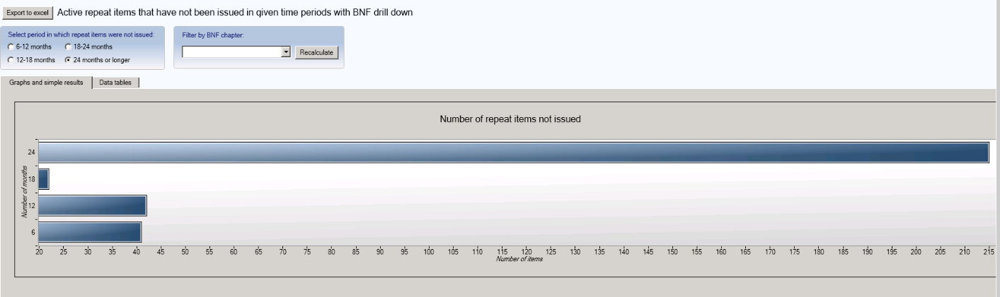 Export to excel Active repeat items that have not been issued in given time periods with BNF drill down
Select period in which repeat items were not issued:
6-12 months 18-24 months
12-18 months 24 months or longer
Filter by BNF chapter:
Recalculate
Graphs and simple results Data tables
Number of repeat items not issued
Number of months
24
18
12
6
20 25 30 35 40 45 50 55 60 65 70 75 80 85 90 95 100 105 110 115 120 125 130 135 140 145 150 155 160 165 170 175 180 185 190 195 200 205 210 215
Number of items